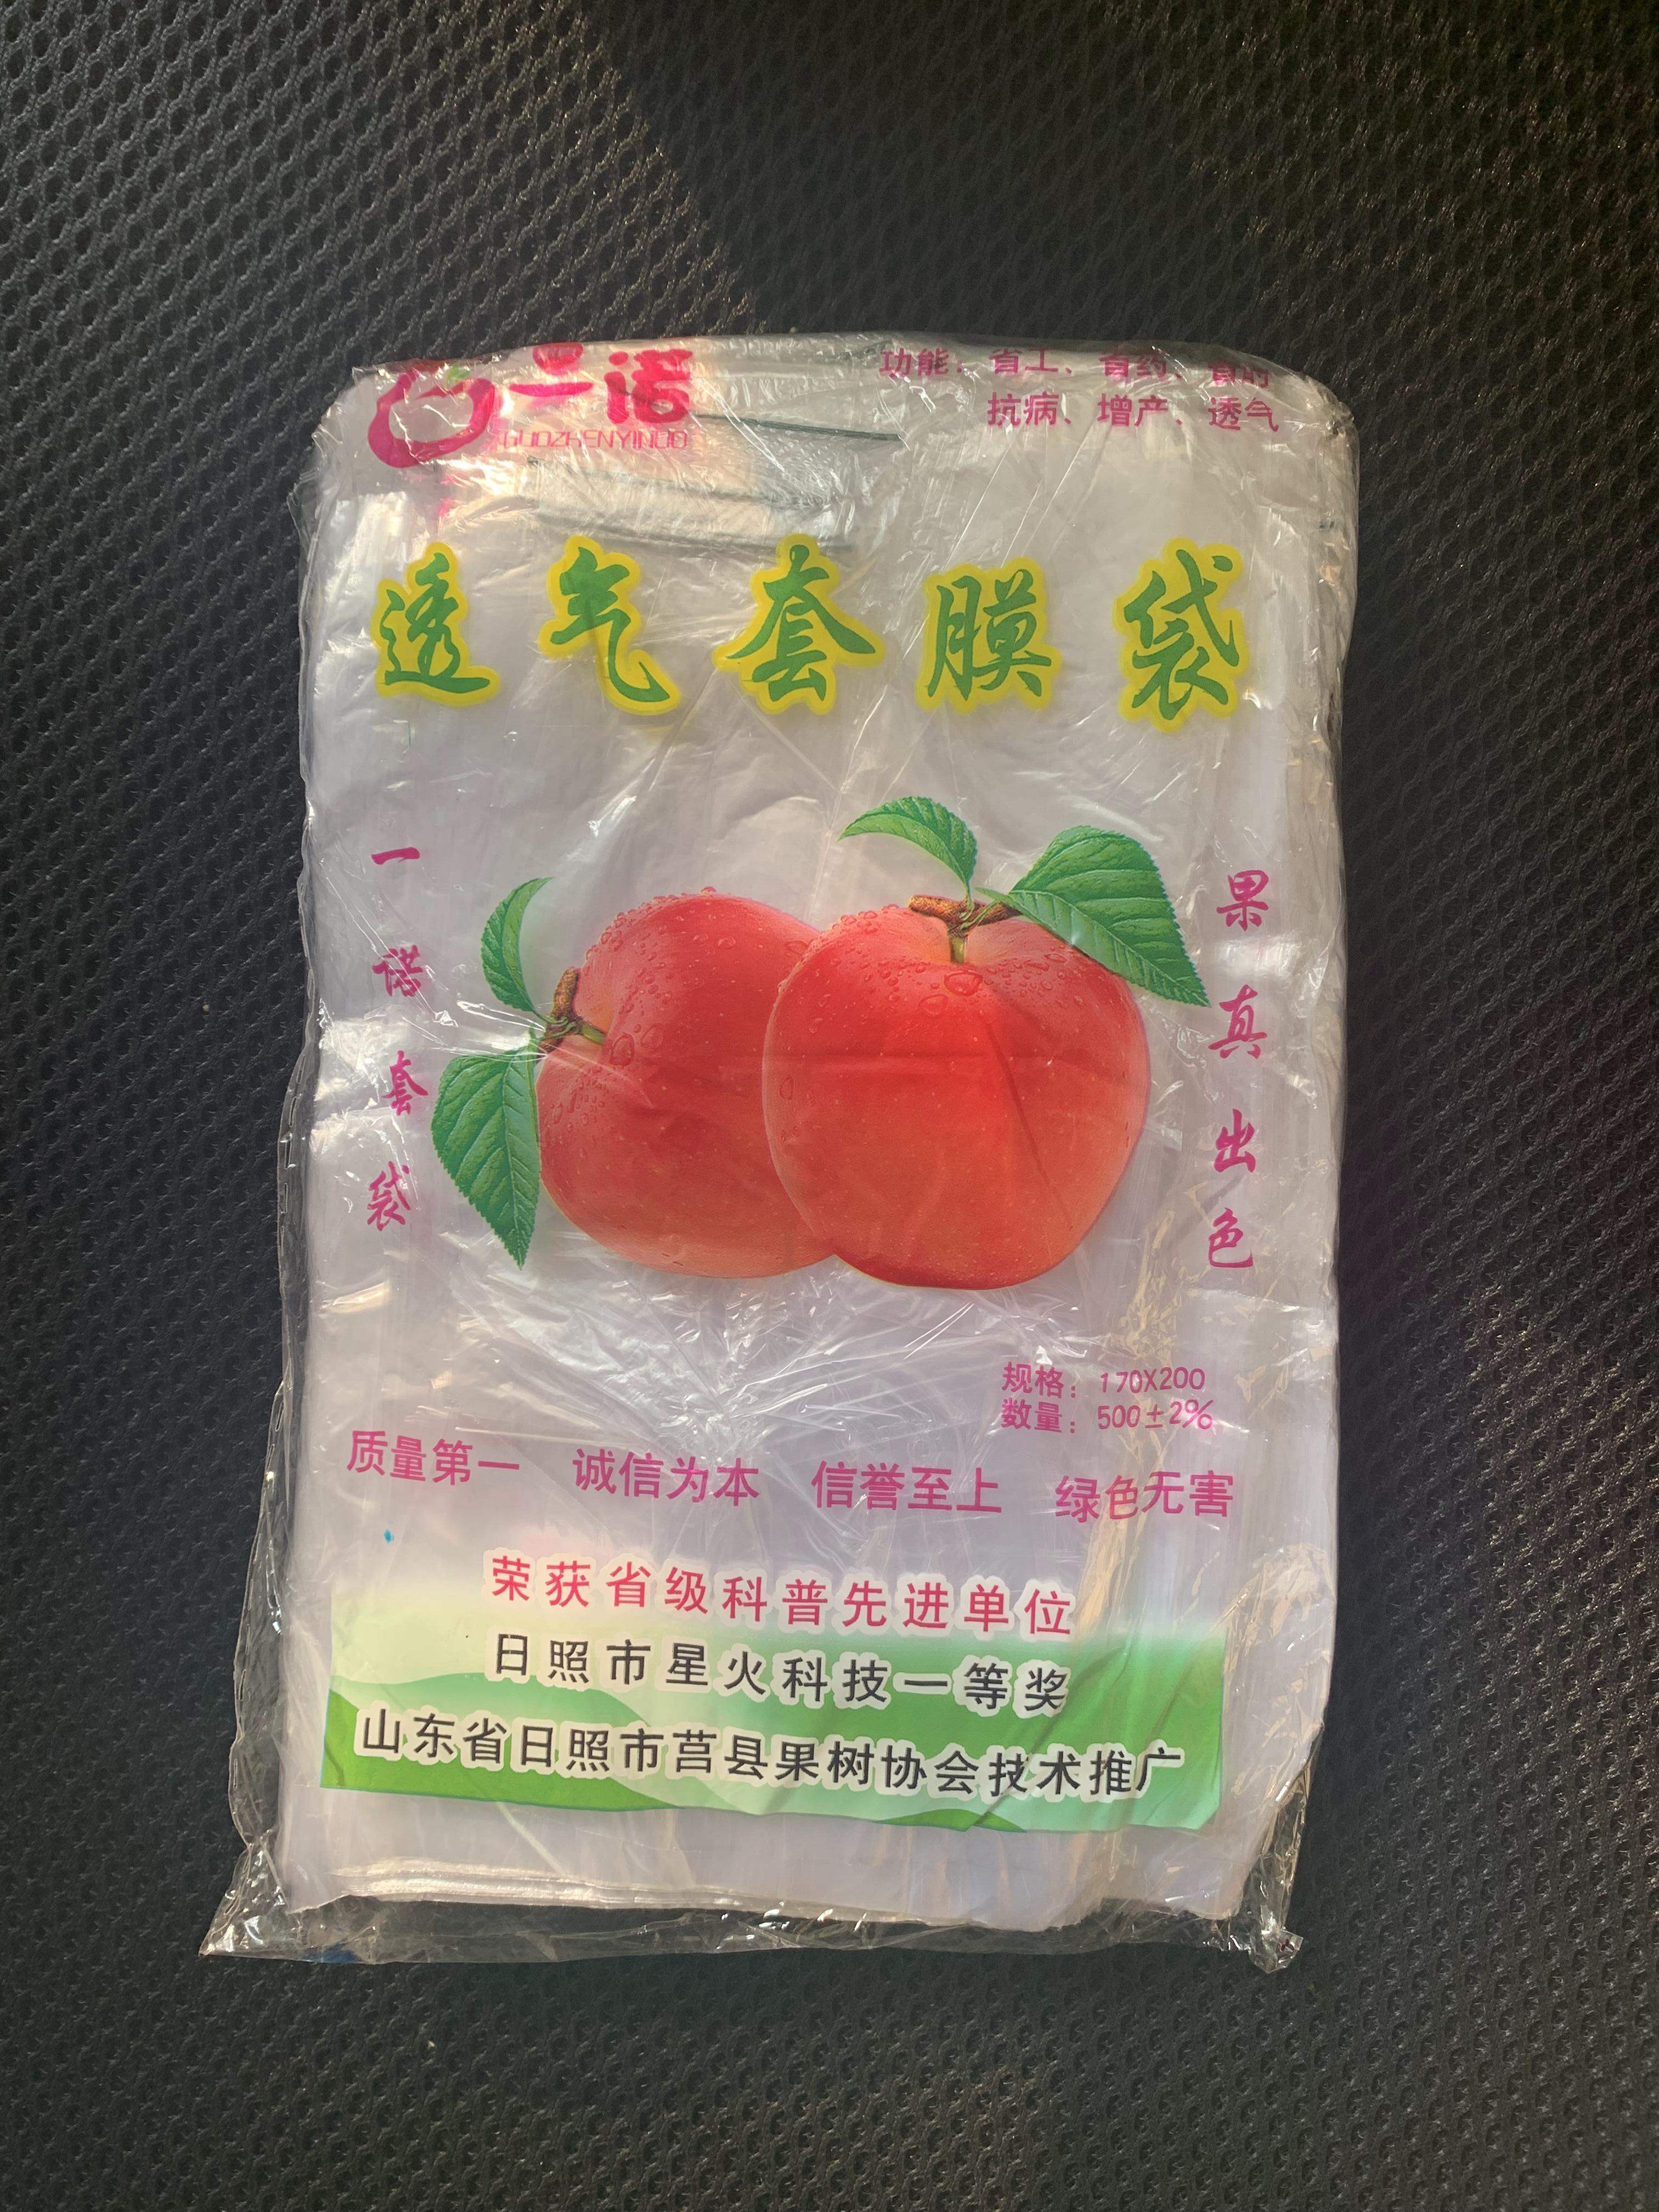 一诺
GUOZHENYINUO
功能：省工、省药、省时
抗病、增产、透气
透气套膜袋
一诺套袋
果真出色
规格：170X200
数量：500±2%
质量第一 诚信为本 信誉至上 绿色无害
荣获省级科普先进单位
日照市星火科技一等奖
山东省日照市莒县果树协会技术推广